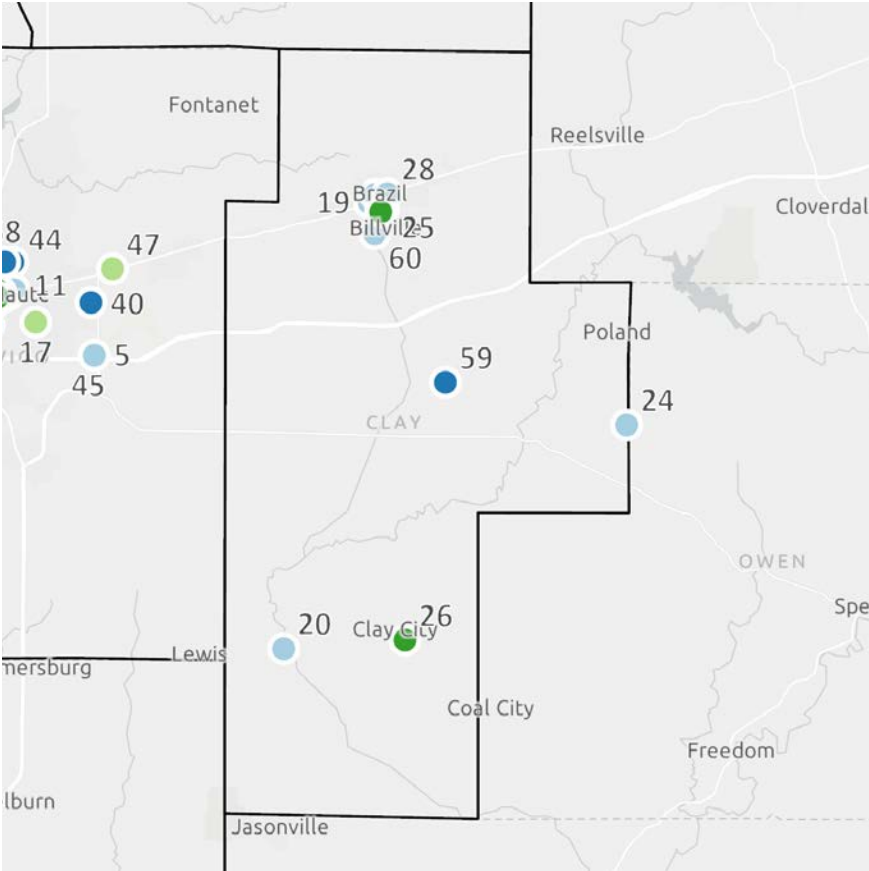 Fontanet
Reelsville
28
Brazil
19
Cloverdal
Billville
25
8
44
47
60
11
aute
40
Poland
17
5
59
45
24
CLAY
OWEN
Spe
20
26
Clay City
Lewis
mersburg
Coal City
Freedom
lburn
Jasonville